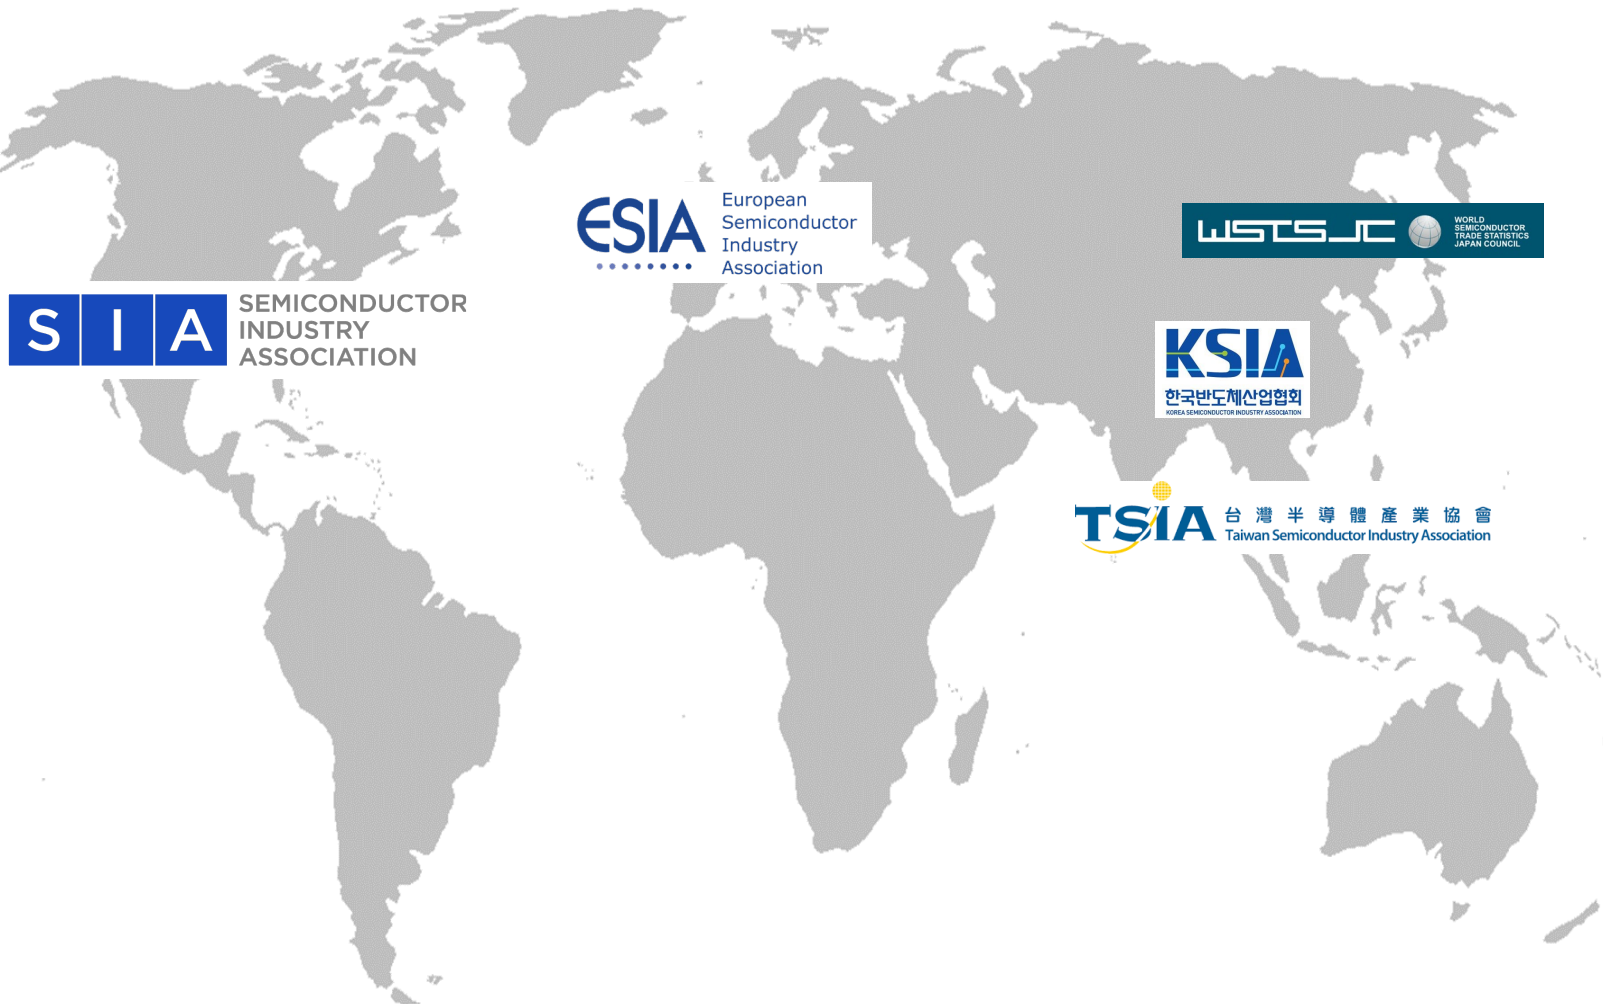 ESIA
European
Semiconductor
Industry
Association
WSTS_JC
WORLD
SEMICONDUCTOR
TRADE STATISTICS
JAPAN COUNCIL
SIA
SEMICONDUCTOR
INDUSTRY
ASSOCIATION
KSIA
한국반도체산업협회
KOREA SEMICONDUCTOR INDUSTRY ASSOCIATION
TSIA
台灣半導體產業協會
Taiwan Semiconductor Industry Association